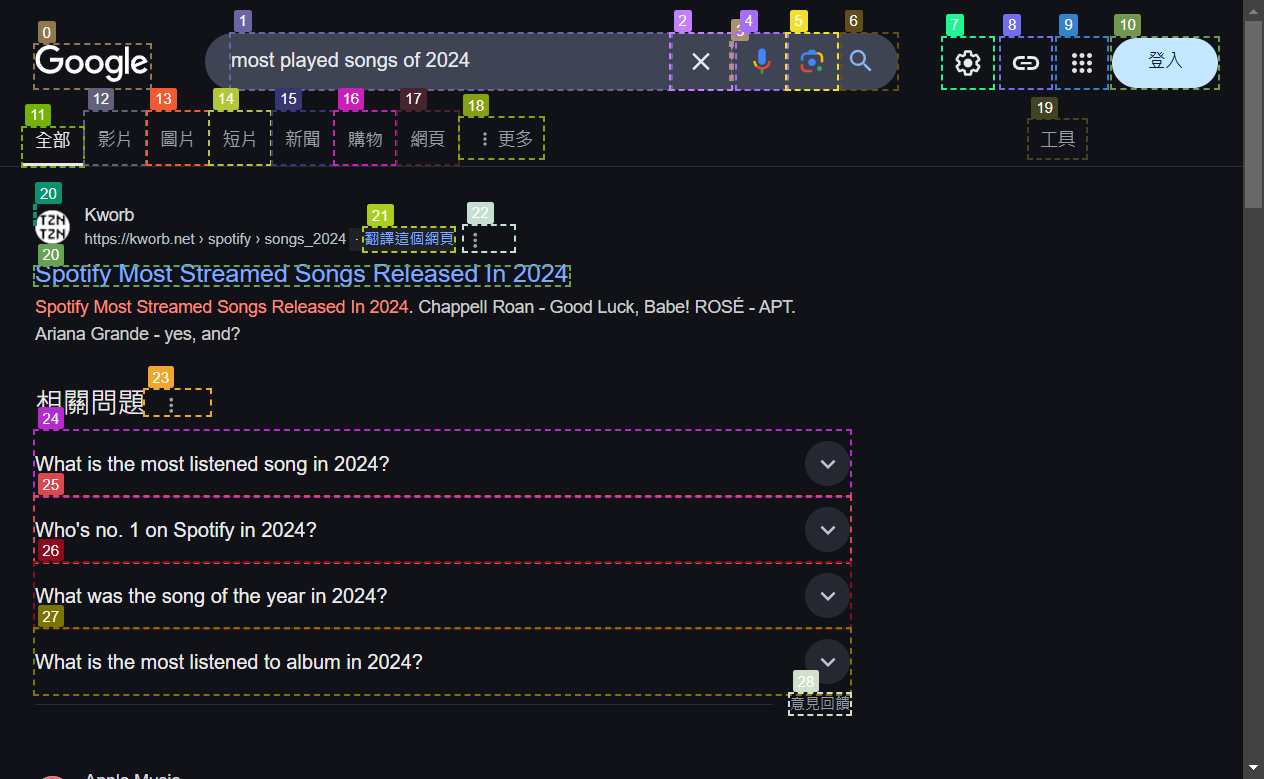 0
1
2
3
4
5
6
7
8
9
10
Google
most played songs of 2024
登入
11
12
13
14
15
16
17
18
19
全部
影片
圖片
短片
新聞
購物
網頁
更多
工具
20
TZN
TZN
Kworb
21
22
https://kworb.net › spotify › songs_2024 · 翻譯這個網頁
20
Spotify Most Streamed Songs Released In 2024
Spotify Most Streamed Songs Released In 2024. Chappell Roan - Good Luck, Babe! ROSÉ - APT.
Ariana Grande - yes, and?
23
相關問題
24
What is the most listened song in 2024?
25
Who's no. 1 on Spotify in 2024?
26
What was the song of the year in 2024?
27
What is the most listened to album in 2024?
28
意見回饋
Apple Music